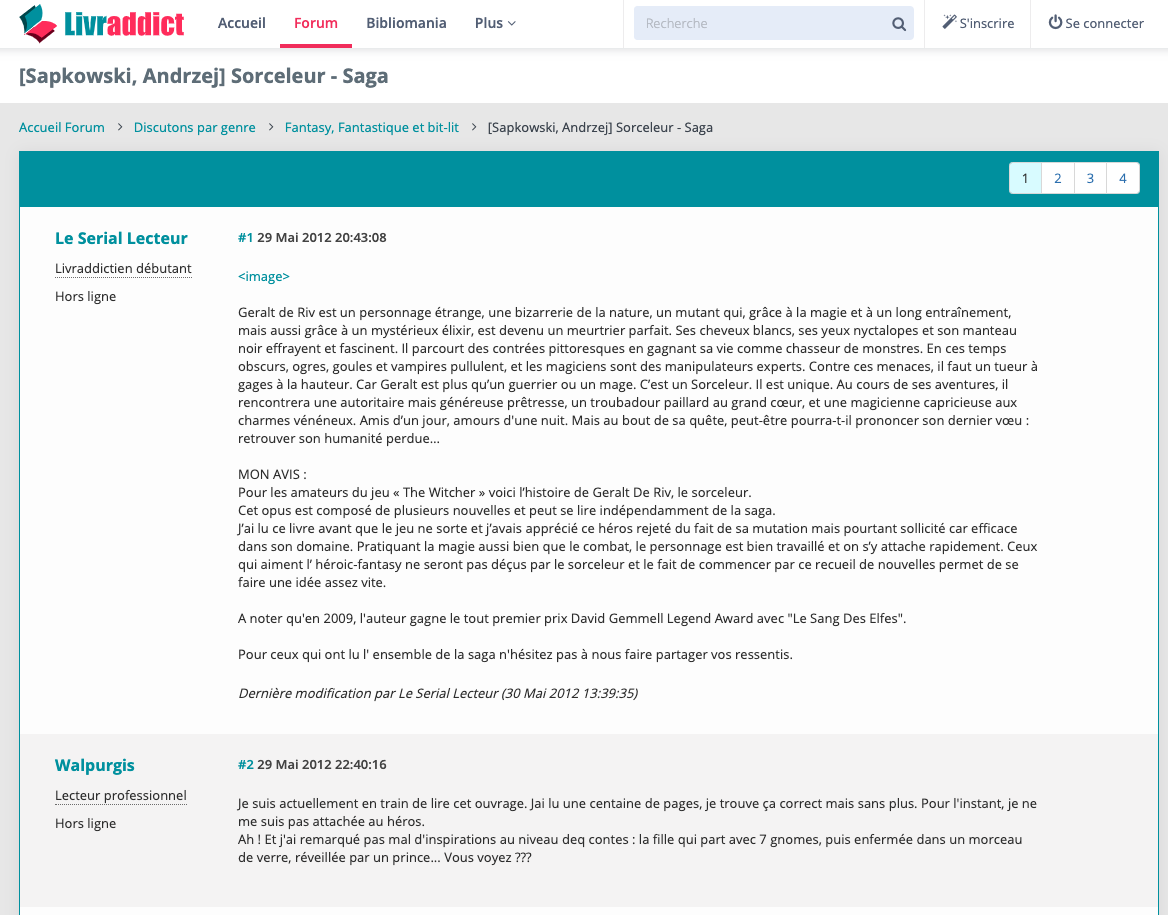 Livraddict
Accueil Forum Bibliomania Plus
Recherche
S'inscrire
Se connecter
[Sapkowski, Andrzej] Sorceleur - Saga
Accueil Forum > Discutons par genre > Fantasy, Fantastique et bit-lit > [Sapkowski, Andrzej] Sorceleur - Saga
1 2 3 4
Le Serial Lecteur
Livraddictien débutant
Hors ligne
#1 29 Mai 2012 20:43:08
<image>
Geralt de Riv est un personnage étrange, une bizarrerie de la nature, un mutant qui, grâce à la magie et à un long entraînement,
mais aussi grâce à un mystérieux élixir, est devenu un meurtrier parfait. Ses cheveux blancs, ses yeux nyctalopes et son manteau
noir effrayent et fascinent. Il parcourt des contrées pittoresques en gagnant sa vie comme chasseur de monstres. En ces temps
obscurs, ogres, goules et vampires pullulent, et les magiciens sont des manipulateurs experts. Contre ces menaces, il faut un tueur à
gages à la hauteur. Car Geralt est plus qu’un guerrier ou un mage. C’est un Sorceleur. Il est unique. Au cours de ses aventures, il
rencontrera une autoritaire mais généreuse prêtresse, un troubadour paillard au grand cœur, et une magicienne capricieuse aux
charmes vénéneux. Amis d’un jour, amours d'une nuit. Mais au bout de sa quête, peut-être pourra-t-il prononcer son dernier vœu :
retrouver son humanité perdue…
MON AVIS :
Pour les amateurs du jeu « The Witcher » voici l’histoire de Geralt De Riv, le sorceleur.
Cet opus est composé de plusieurs nouvelles et peut se lire indépendamment de la saga.
J’ai lu ce livre avant que le jeu ne sorte et j’avais apprécié ce héros rejeté du fait de sa mutation mais pourtant sollicité car efficace
dans son domaine. Pratiquant la magie aussi bien que le combat, le personnage est bien travaillé et on s’y attache rapidement. Ceux
qui aiment l’ héroic-fantasy ne seront pas déçus par le sorceleur et le fait de commencer par ce recueil de nouvelles permet de se
faire une idée assez vite.
A noter qu'en 2009, l'auteur gagne le tout premier prix David Gemmell Legend Award avec "Le Sang Des Elfes".
Pour ceux qui ont lu l' ensemble de la saga n'hésitez pas à nous faire partager vos ressentis.
Dernière modification par Le Serial Lecteur (30 Mai 2012 13:39:35)
Walpurgis
Lecteur professionnel
Hors ligne
#2 29 Mai 2012 22:40:16
Je suis actuellement en train de lire cet ouvrage. Jai lu une centaine de pages, je trouve ça correct mais sans plus. Pour l'instant, je ne
me suis pas attachée au héros.
Ah ! Et j'ai remarqué pas mal d'inspirations au niveau deq contes : la fille qui part avec 7 gnomes, puis enfermée dans un morceau
de verre, réveillée par un prince... Vous voyez ???